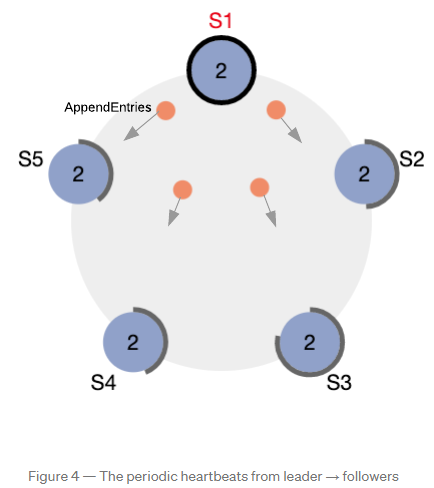 S1
2
AppendEntries
S5
2
2
S2
2
S4
2
S3
Figure 4 — The periodic heartbeats from leader → followers